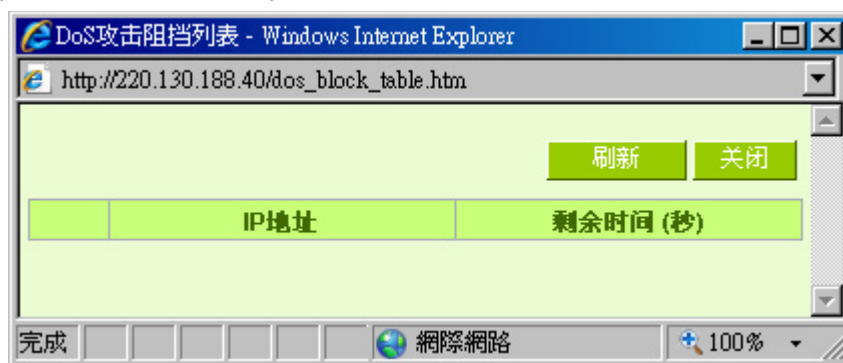 DoS攻击阻挡列表 - Windows Internet Explorer
http://220.130.188.40/dos_block_table.htm
刷新 关闭
IP地址 剩余时间 (秒)
完成 網際網路 100%